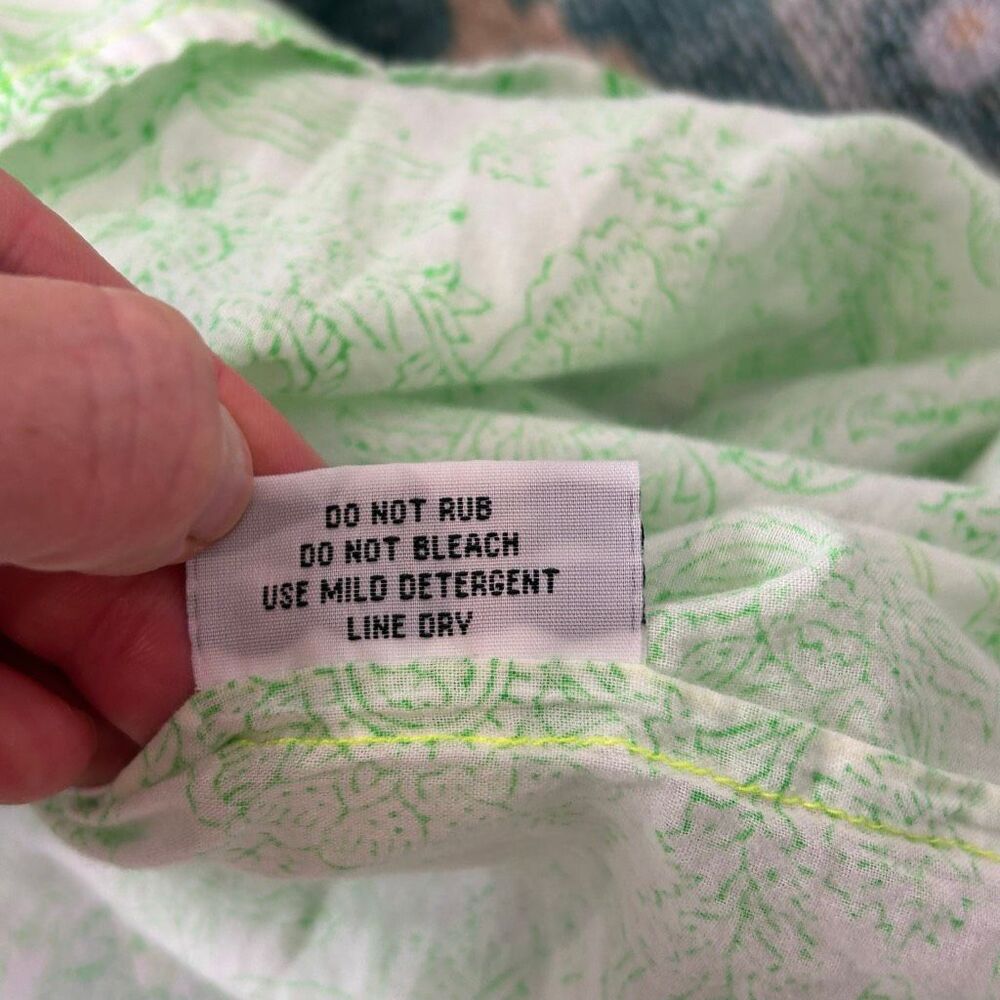 DO NOT RUB
DO NOT BLEACH
USE MILD DETERGENT
LINE DRY